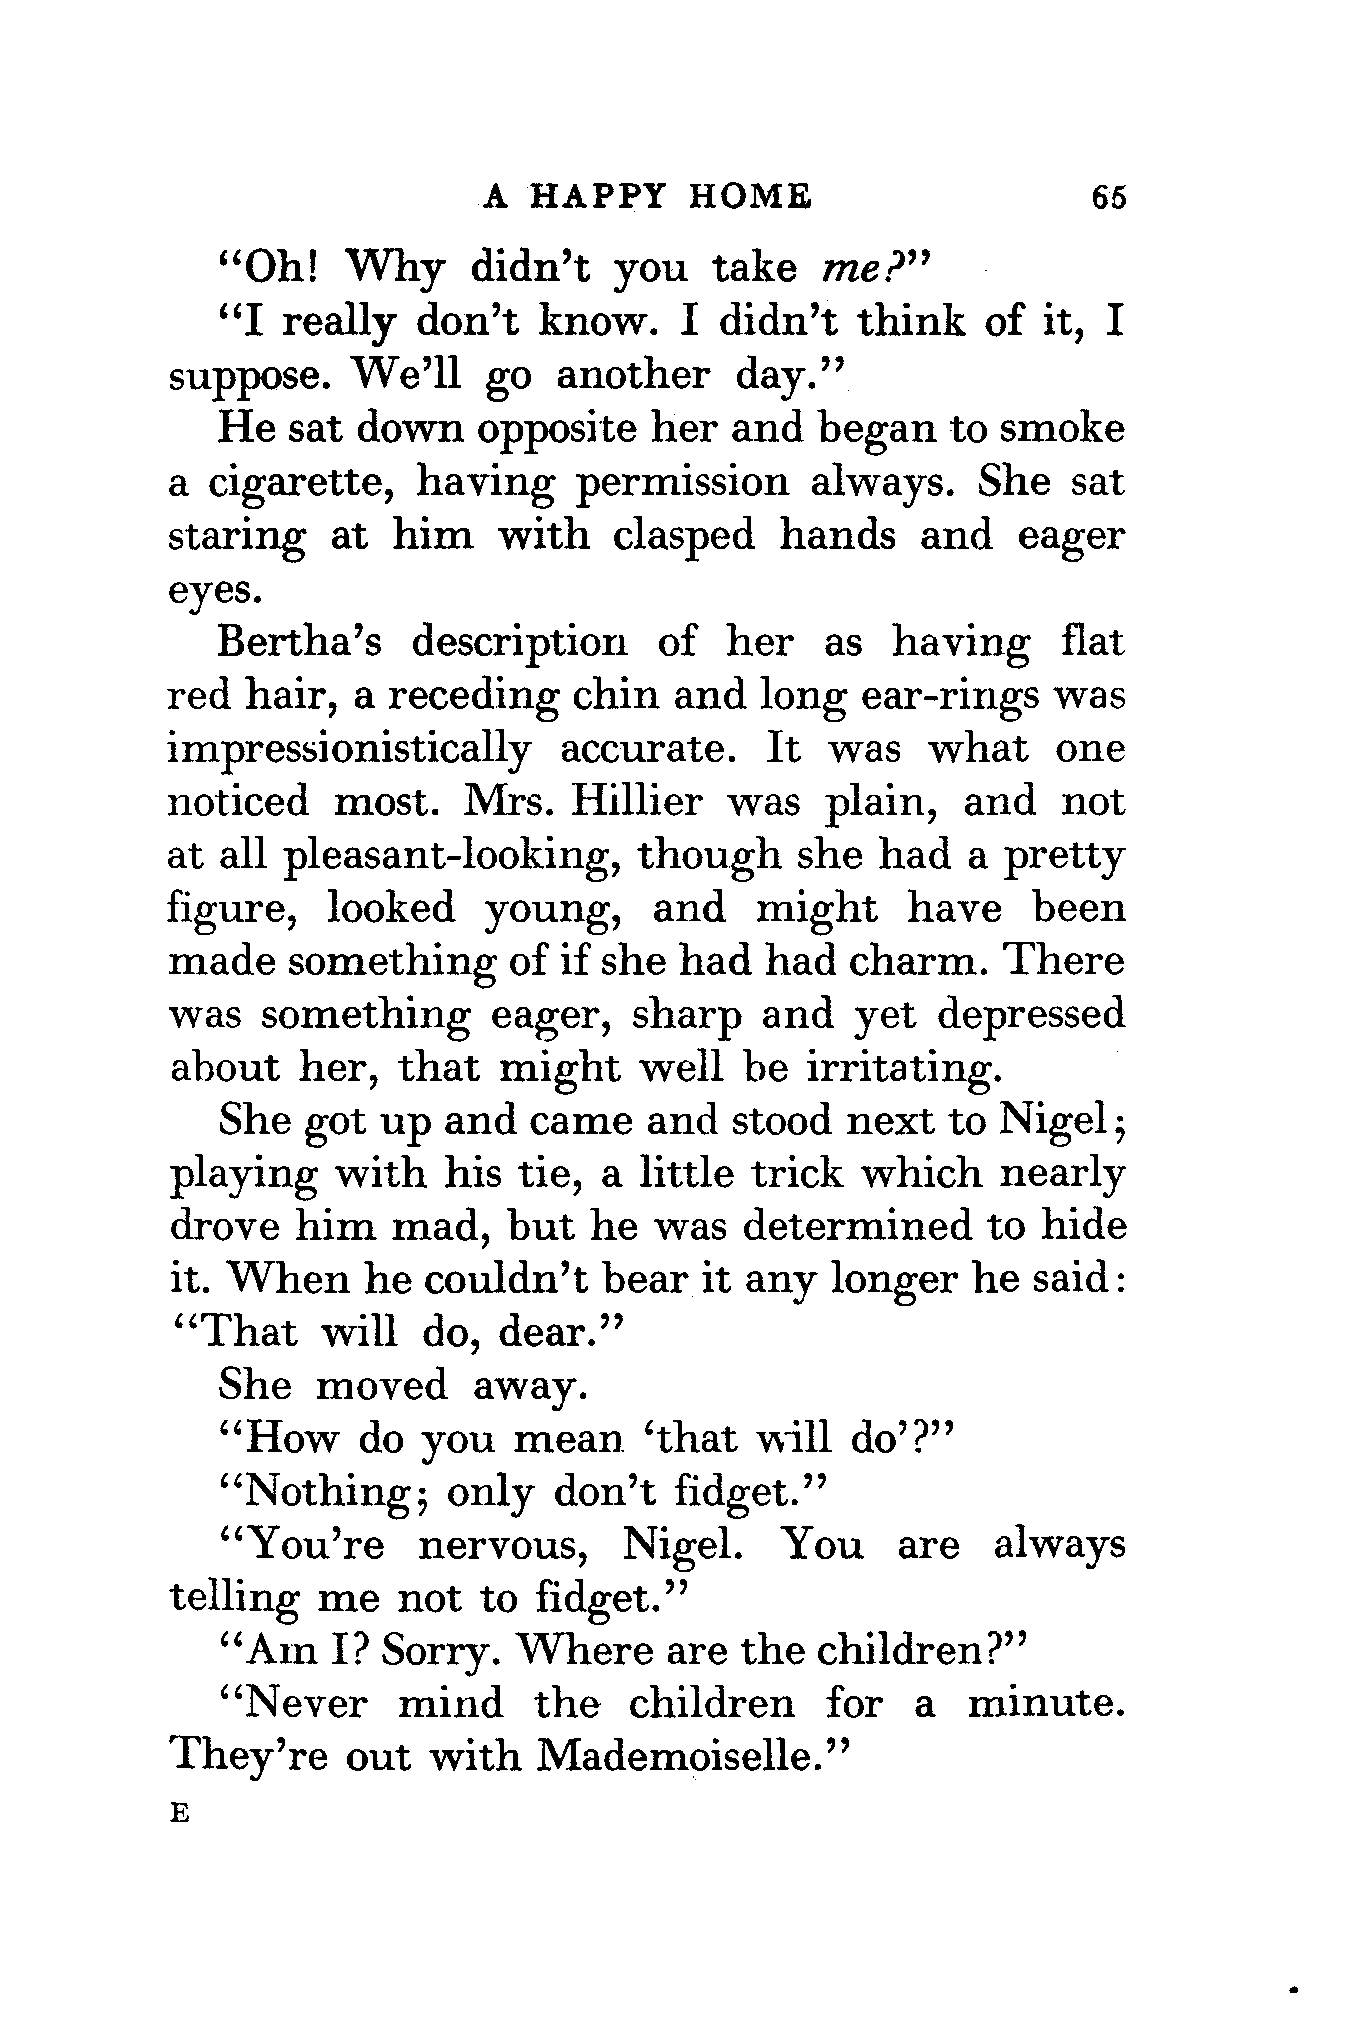 A HAPPY HOME 65
“Oh! Why didn’t you take me?”
“I really don’t know. I didn’t think of it, I
suppose. We’ll go another day.”
He sat down opposite her and began to smoke
a cigarette, having permission always. She sat
staring at him with clasped hands and eager
eyes.
Bertha’s description of her as having flat
red hair, a receding chin and long ear-rings was
impressionistically accurate. It was what one
noticed most. Mrs. Hillier was plain, and not
at all pleasant-looking, though she had a pretty
figure, looked young, and might have been
made something of if she had had charm. There
was something eager, sharp and yet depressed
about her, that might well be irritating.
She got up and came and stood next to Nigel;
playing with his tie, a little trick which nearly
drove him mad, but he was determined to hide
it. When he couldn’t bear it any longer he said:
“That will do, dear.”
She moved away.
“How do you mean ‘that will do’?”
“Nothing; only don’t fidget.”
“You’re nervous, Nigel. You are always
telling me not to fidget.”
“Am I? Sorry. Where are the children?”
“Never mind the children for a minute.
They’re out with Mademoiselle.”
E